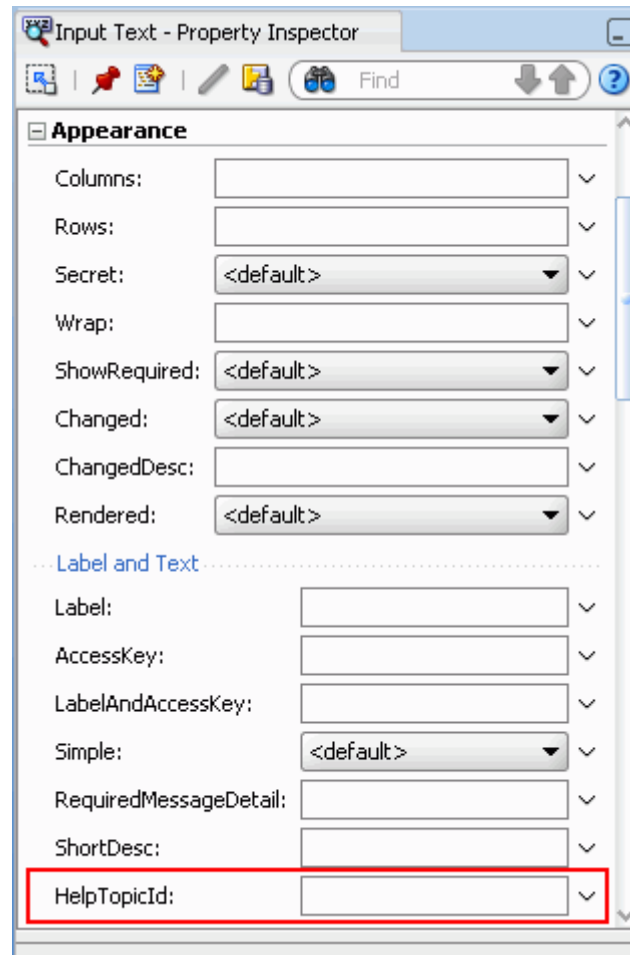 XYZ Input Text - Property Inspector
Find ?
Appearance
Columns:
Rows:
Secret: <default>
Wrap:
ShowRequired: <default>
Changed: <default>
ChangedDesc:
Rendered: <default>
Label and Text
Label:
AccessKey:
LabelAndAccessKey:
Simple: <default>
RequiredMessageDetail:
ShortDesc:
HelpTopicId: